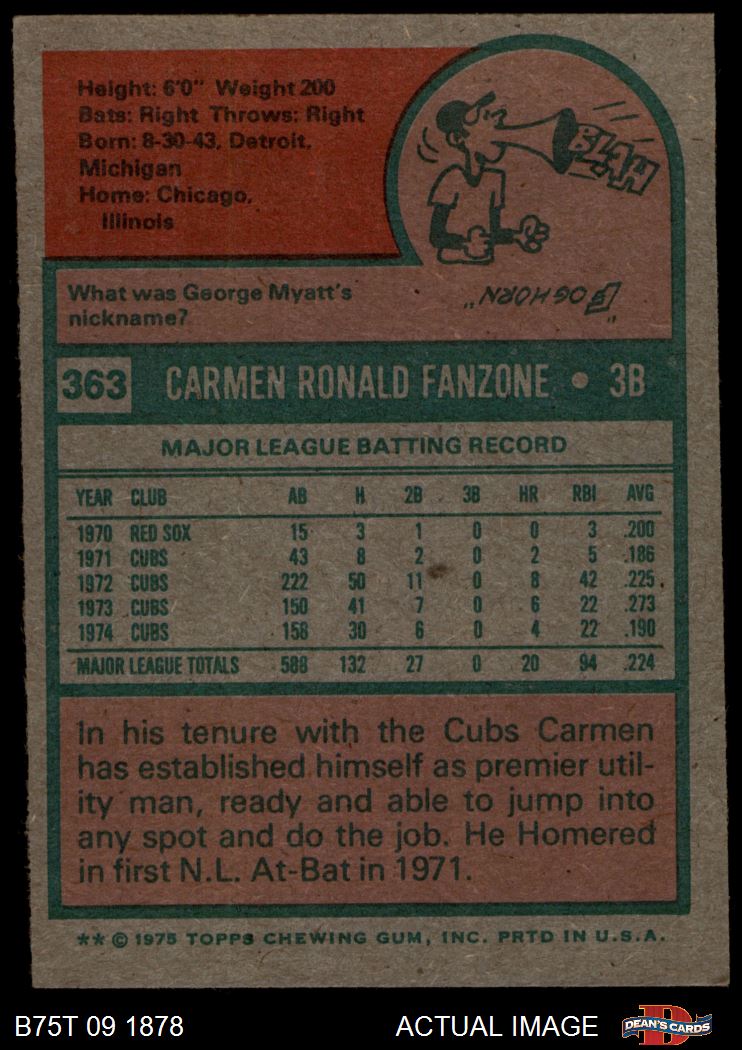 Height: 6'0" Weight 200
Bats: Right Throws: Right
Born: 8-30-43, Detroit,
Michigan
Home: Chicago,
Illinois
BLAH
What was George Myatt's
nickname?
"FOGHORN"
363 CARMEN RONALD FANZONE • 3B
MAJOR LEAGUE BATTING RECORD
YEAR CLUB AB H 2B 3B HR RBI AVG
1970 RED SOX 15 3 1 0 0 3 .200
1971 CUBS 43 8 2 0 2 5 .186
1972 CUBS 222 50 11 0 8 42 .225
1973 CUBS 150 41 7 0 6 22 .273
1974 CUBS 158 30 6 0 4 22 .190
MAJOR LEAGUE TOTALS 588 132 27 0 20 94 .224
In his tenure with the Cubs Carmen
has established himself as premier util-
ity man, ready and able to jump into
any spot and do the job. He Homered
in first N.L. At-Bat in 1971.
** © 1975 TOPPS CHEWING GUM, INC. PRTD IN U.S.A.
B75T 09 1878 ACTUAL IMAGE D DEAN'S CARDS